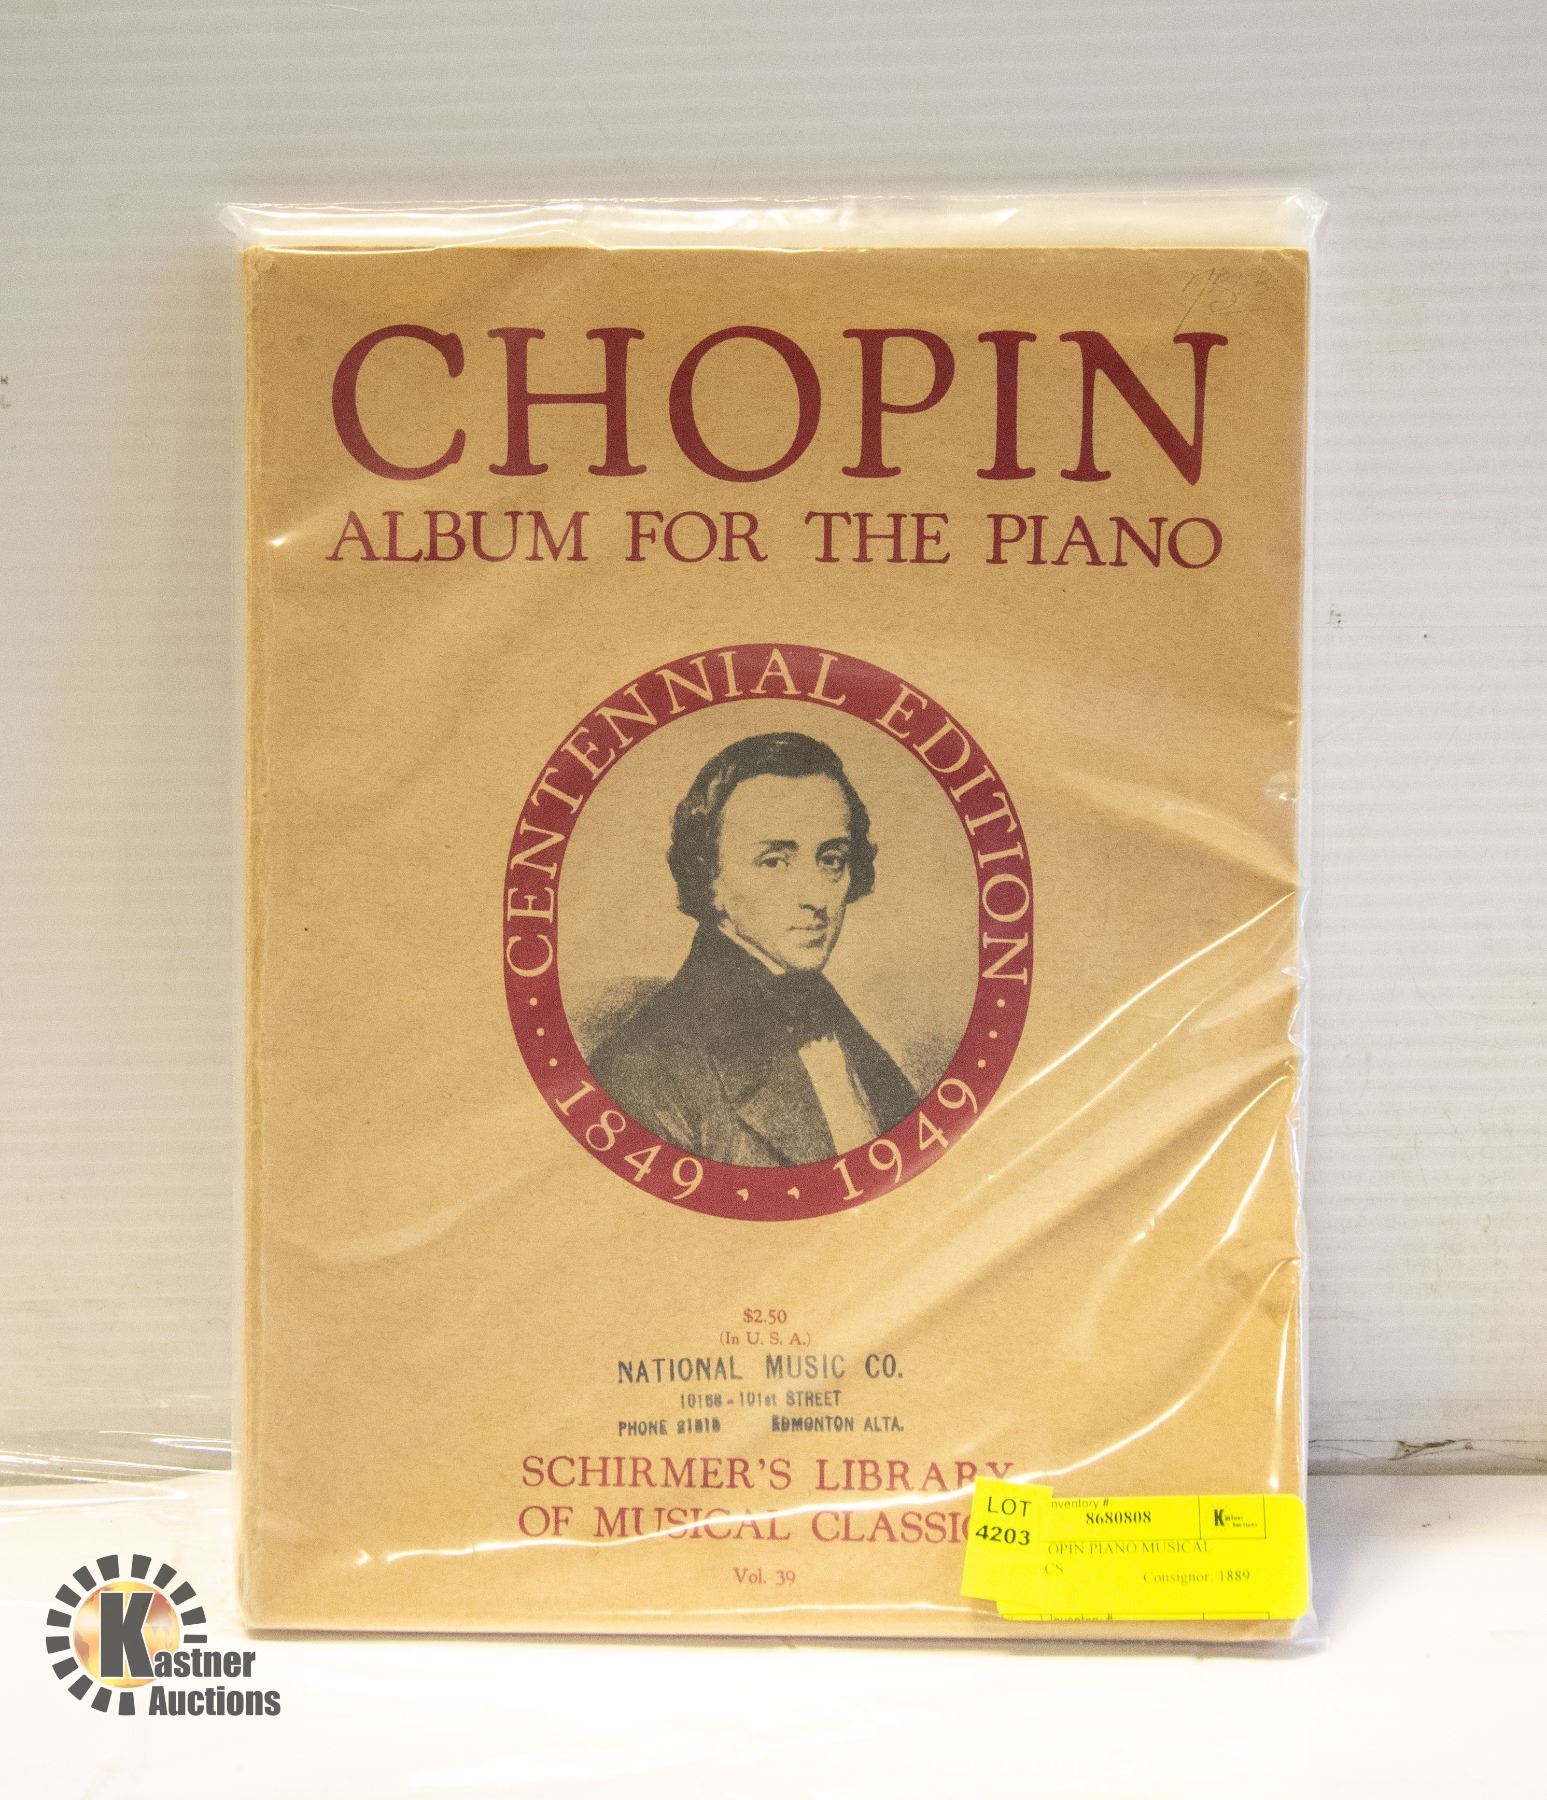 CHOPIN
ALBUM FOR THE PIANO
CENTENNIAL EDITION
1849 · · 1949
$2.50
(In U. S. A.)
NATIONAL MUSIC CO.
101st STREET
PHONE EDMONTON ALTA.
SCHIRMER'S LIBRARY
OF MUSICAL CLASSIC
Vol. 39
LOT
4203
nventory #
8680808
OPIN PIANO MUSICAL
CS Consignor: 1889
Inventory #
Kastner
Auctions